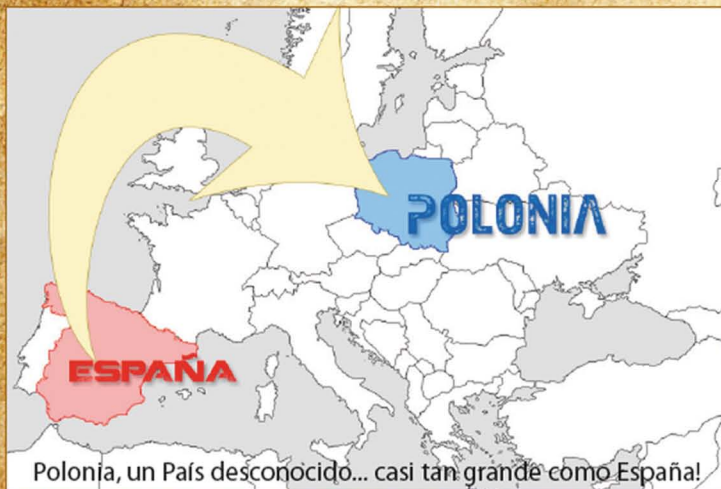 POLONIA
ESPAÑA
Polonia, un País desconocido... casi tan grande como España!